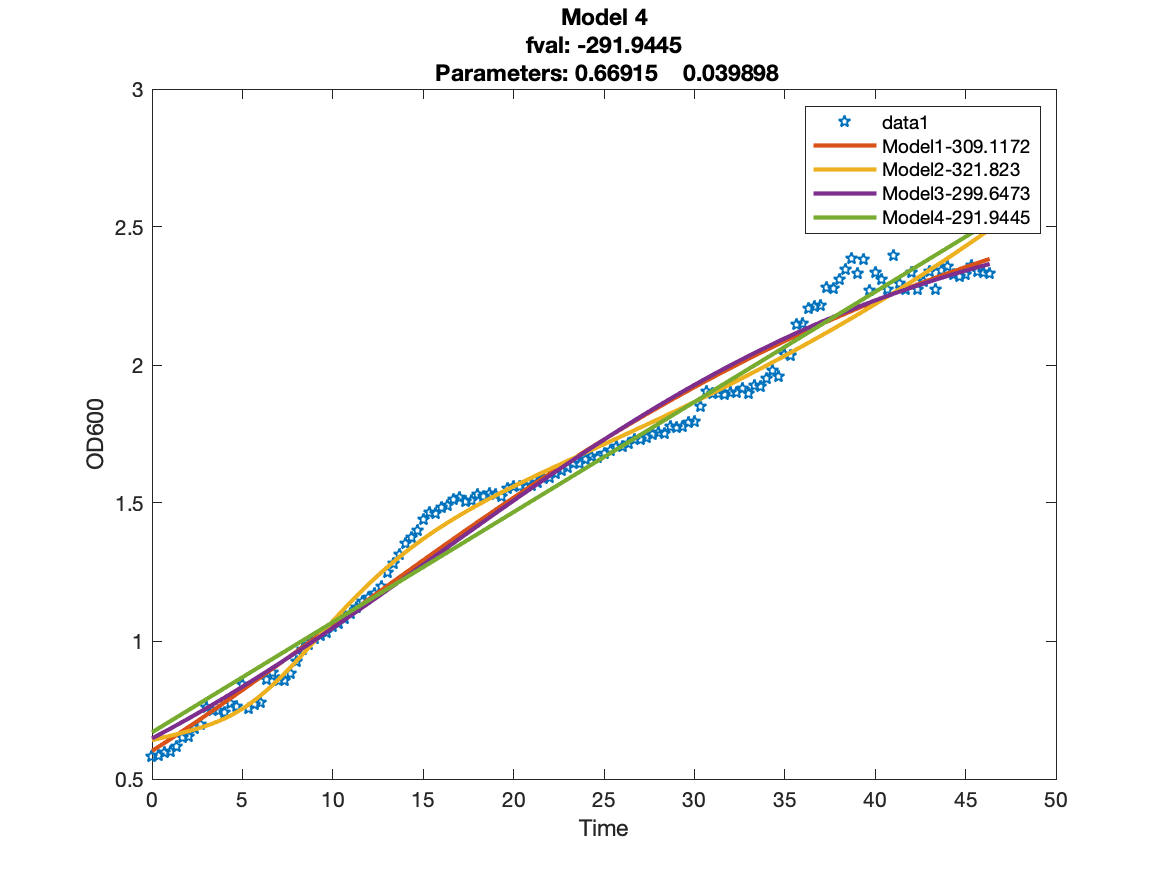 Model 4
fval: -291.9445
Parameters: 0.66915 0.039898
3
2.5
2
1.5
1
0.5
OD600
data1
Model1-309.1172
Model2-321.823
Model3-299.6473
Model4-291.9445
0 5 10 15 20 25 30 35 40 45 50
Time